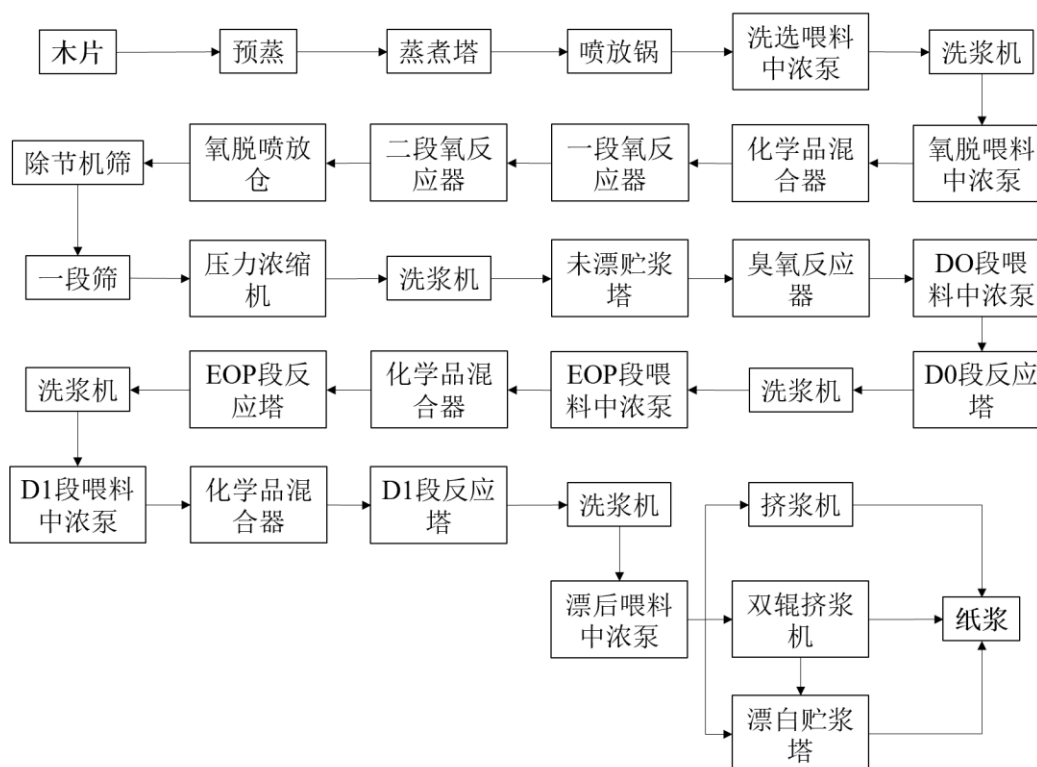 木片
预蒸
蒸煮塔
喷放锅
洗选喂料
中浓泵
洗浆机
氧脱喂料
中浓泵
化学品混
合器
一段氧反
应器
二段氧反
应器
氧脱喷放
仓
除节机筛
一段筛
压力浓缩
机
洗浆机
未漂贮浆
塔
臭氧反应
器
DO段喂
料中浓泵
D0段反应
塔
洗浆机
EOP段喂
料中浓泵
化学品混
合器
EOP段反
应塔
洗浆机
D1段喂料
中浓泵
化学品混
合器
D1段反应
塔
洗浆机
漂后喂料
中浓泵
挤浆机
双辊挤浆
机
漂白贮浆
塔
纸浆